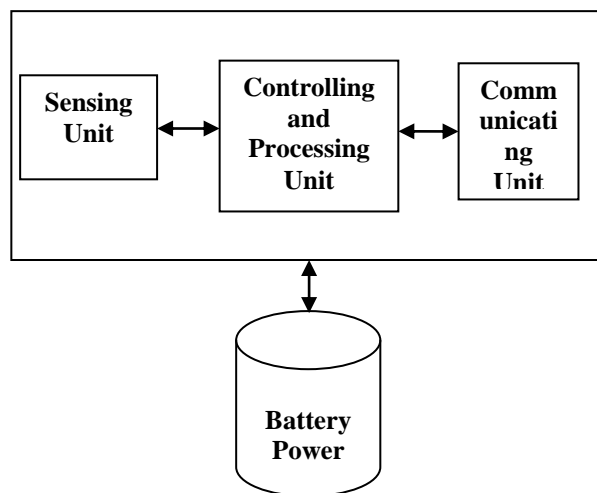 Sensing
Unit
Controlling
and
Processing
Unit
Comm
unicati
ng
Unit
Battery
Power